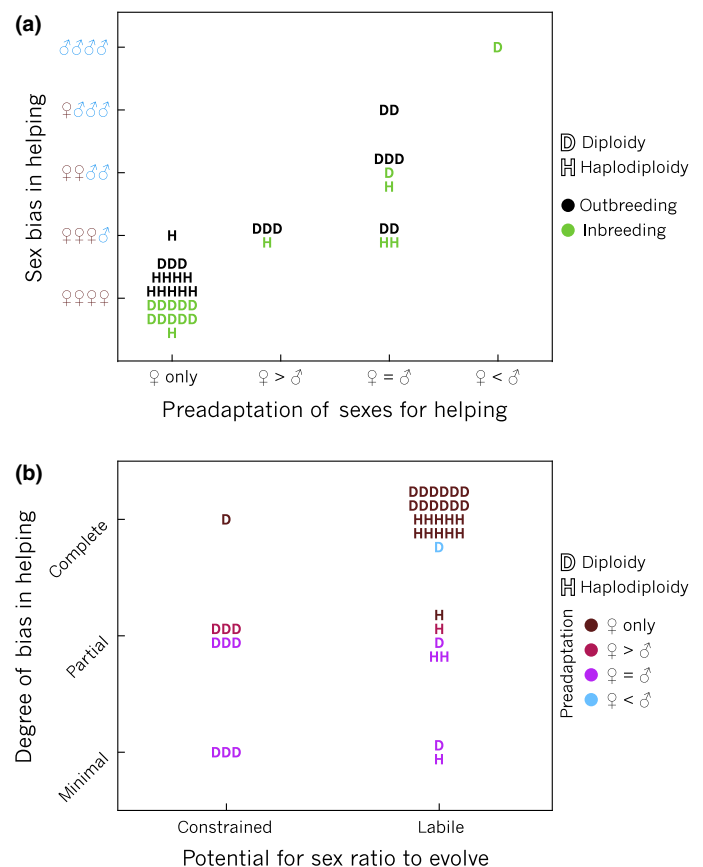 (a)
Sex bias in helping
♂♂♂♂
♀♂♂♂
♀♀♂♂
♀♀♀♂
♀♀♀♀
D
DD
DDD
D
H
H
DDD
H
DD
HH
DDD
HHHH
HHHHH
DDDDD
DDDDD
H
♀ only
♀ > ♂
♀ = ♂
♀ < ♂
Preadaptation of sexes for helping
D Diploidy
H Haplodiploidy
Outbreeding
Inbreeding
(b)
Degree of bias in helping
Complete
Partial
Minimal
D
DDDDDD
DDDDDD
HHHHH
HHHHH
D
DDD
DDD
H
H
D
HH
DDD
D
H
Constrained
Labile
Potential for sex ratio to evolve
D Diploidy
H Haplodiploidy
Preadaptation
♀ only
♀ > ♂
♀ = ♂
♀ < ♂